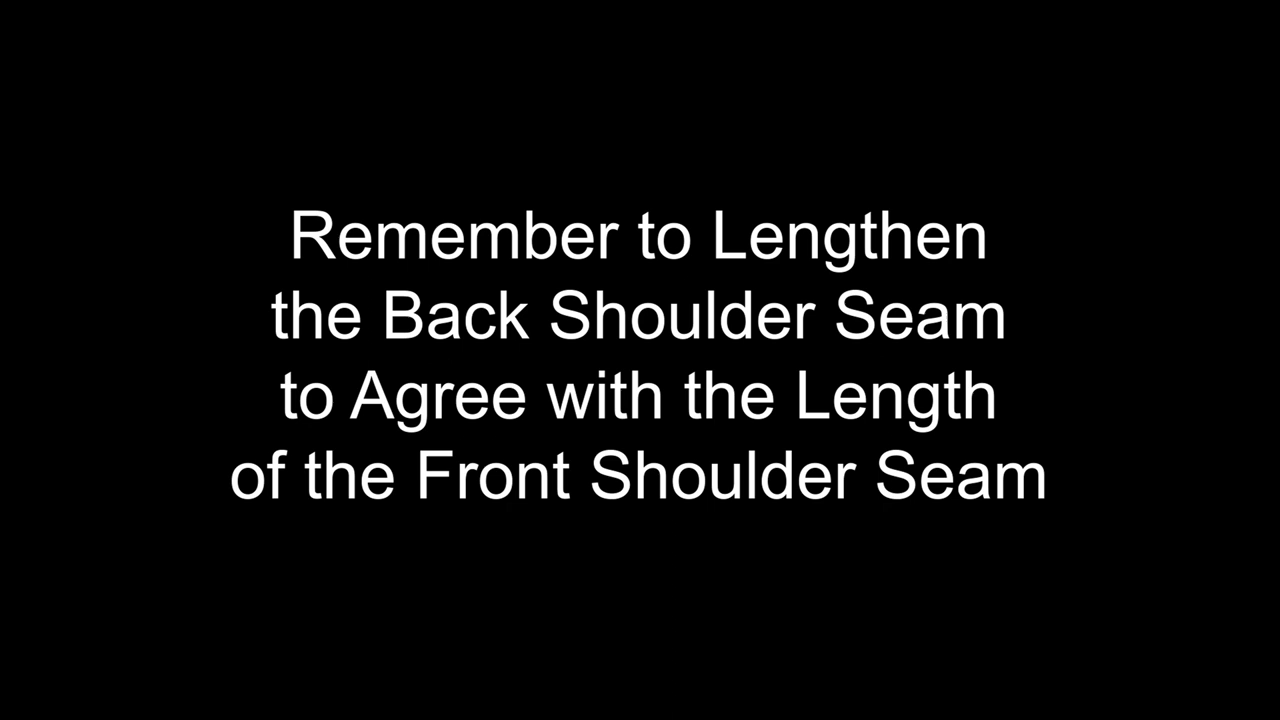 Remember to Lengthen
the Back Shoulder Seam
to Agree with the Length
of the Front Shoulder Seam